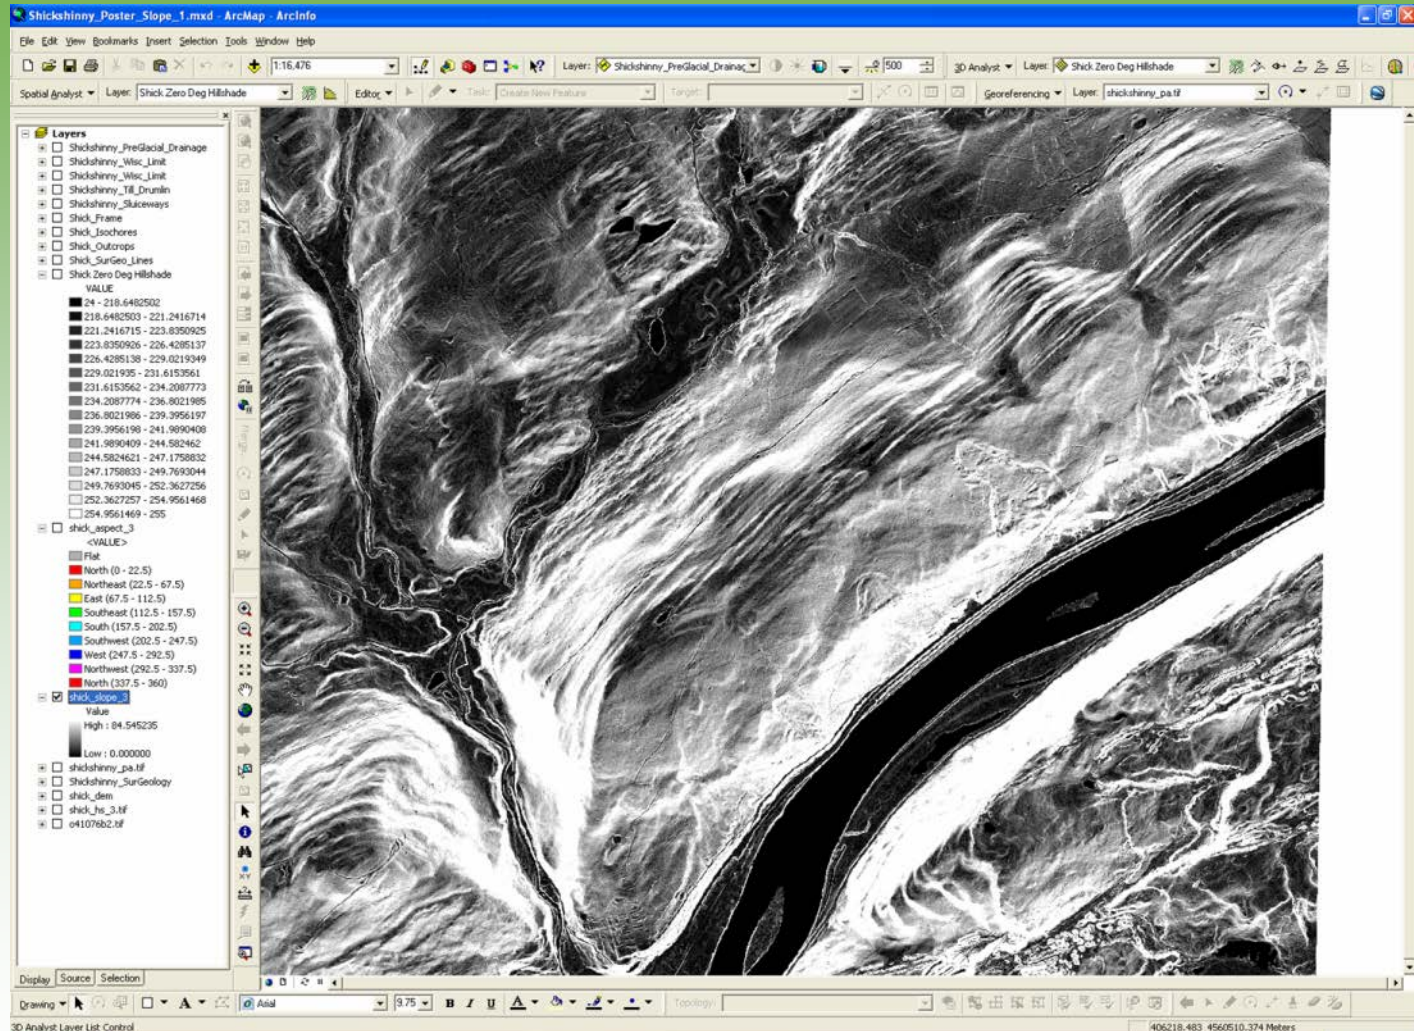 Shickshinny_Poster_Slope_1.mxd - ArcMap - ArcInfo
File Edit View Bookmarks Insert Selection Tools Window Help
1:16,476 Layer: Shickshinny_PreGlacial_Drainag 500 3D Analyst Layer: Shick Zero Deg Hillshade
Spatial Analyst Layer: Shick Zero Deg Hillshade Editor Task: Create New Feature Target: Georeferencing Layer: shickshinny_pa.tif
Layers
Shickshinny_PreGlacial_Drainage
Shickshinny_Wisc_Limit
Shickshinny_Wisc_Limit
Shickshinny_Till_Drumlin
Shickshinny_Sluiceways
Shick_Frame
Shick_Isochores
Shick_Outcrops
Shick_SurGeo_Lines
Shick Zero Deg Hillshade
VALUE
24 - 218.6482502
218.6482503 - 221.2416714
221.2416715 - 223.8350925
223.8350926 - 226.4285137
226.4285138 - 229.0219349
229.021935 - 231.6153561
231.6153562 - 234.2087773
234.2087774 - 236.8021985
236.8021986 - 239.3956197
239.3956198 - 241.9890408
241.9890409 - 244.582462
244.5824621 - 247.1758832
247.1758833 - 249.7693044
249.7693045 - 252.3627256
252.3627257 - 254.9561468
254.9561469 - 255
shick_aspect_3
<VALUE>
Flat
North (0 - 22.5)
Northeast (22.5 - 67.5)
East (67.5 - 112.5)
Southeast (112.5 - 157.5)
South (157.5 - 202.5)
Southwest (202.5 - 247.5)
West (247.5 - 292.5)
Northwest (292.5 - 337.5)
North (337.5 - 360)
shick_slope_3
Value
High : 84.545235
Low : 0.000000
shickshinny_pa.tif
Shickshinny_SurGeology
shick_dem
shick_hs_3.tif
o41076b2.tif
Display Source Selection
Drawing A Arial 9.75 B I U A Topology:
3D Analyst Layer List Control 406218.483 4560510.374 Meters